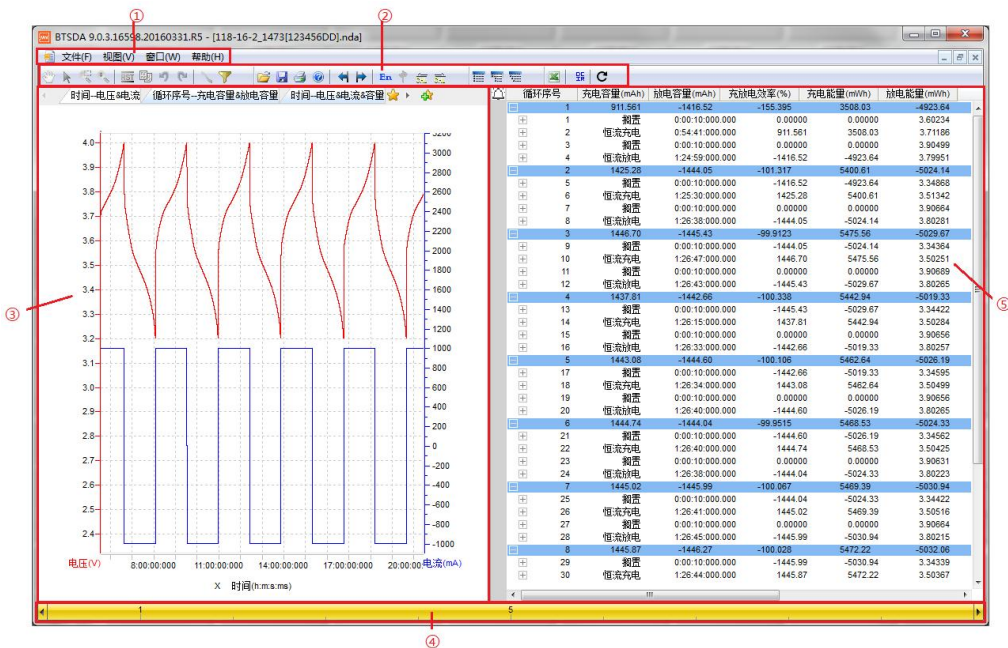 ① ②
BTSDA 9.0.3.16598.20160331.R5 - [118-16-2_1473[123456DD].nda]
文件(F) 视图(V) 窗口(W) 帮助(H)
En
时间--电压&电流 循环序号--充电容量&放电容量 时间--电压&电流&容量
循环序号 充电容量(mAh) 放电容量(mAh) 充放电效率(%) 充电能量(mWh) 放电能量(mWh)
1 911.561 -1416.52 -155.395 3508.03 -4923.64
1 搁置 0:00:10:000.000 0.00000 0.00000 3.60234
2 恒流充电 0:54:41:000.000 911.561 3508.03 3.71186
3 搁置 0:00:10:000.000 0.00000 0.00000 3.90499
4 恒流放电 1:24:59:000.000 -1416.52 -4923.64 3.79951
2 1425.28 -1444.05 -101.317 5400.61 -5024.14
5 搁置 0:00:10:000.000 -1416.52 -4923.64 3.34868
6 恒流充电 1:25:30:000.000 1425.28 5400.61 3.51342
7 搁置 0:00:10:000.000 0.00000 0.00000 3.90664
8 恒流放电 1:26:38:000.000 -1444.05 -5024.14 3.80281
3 1446.70 -1445.43 -99.9123 5475.56 -5029.67
9 搁置 0:00:10:000.000 -1444.05 -5024.14 3.34364
10 恒流充电 1:26:47:000.000 1446.70 5475.56 3.50251
11 搁置 0:00:10:000.000 0.00000 0.00000 3.90689
12 恒流放电 1:26:43:000.000 -1445.43 -5029.67 3.80265
4 1437.81 -1442.66 -100.338 5442.94 -5019.33
13 搁置 0:00:10:000.000 -1445.43 -5029.67 3.34422
14 恒流充电 1:26:15:000.000 1437.81 5442.94 3.50284
15 搁置 0:00:10:000.000 0.00000 0.00000 3.90656
16 恒流放电 1:26:33:000.000 -1442.66 -5019.33 3.80257
5 1443.08 -1444.60 -100.106 5462.64 -5026.19
17 搁置 0:00:10:000.000 -1442.66 -5019.33 3.34595
18 恒流充电 1:26:34:000.000 1443.08 5462.64 3.50499
19 搁置 0:00:10:000.000 0.00000 0.00000 3.90656
20 恒流放电 1:26:40:000.000 -1444.60 -5026.19 3.80265
6 1444.74 -1444.04 -99.9515 5468.53 -5024.33
21 搁置 0:00:10:000.000 -1444.60 -5026.19 3.34562
22 恒流充电 1:26:40:000.000 1444.74 5468.53 3.50425
23 搁置 0:00:10:000.000 0.00000 0.00000 3.90631
24 恒流放电 1:26:38:000.000 -1444.04 -5024.33 3.80223
7 1445.02 -1445.99 -100.067 5469.39 -5030.94
25 搁置 0:00:10:000.000 -1444.04 -5024.33 3.34422
26 恒流充电 1:26:41:000.000 1445.02 5469.39 3.50516
27 搁置 0:00:10:000.000 0.00000 0.00000 3.90664
28 恒流放电 1:26:45:000.000 -1445.99 -5030.94 3.80215
8 1445.87 -1446.27 -100.028 5472.22 -5032.06
29 搁置 0:00:10:000.000 -1445.99 -5030.94 3.34339
30 恒流充电 1:26:44:000.000 1445.87 5472.22 3.50367
4.0
3.9
3.8
3.7
3.6
3.5
3.4
3.3
3.2
3.1
3.0
2.9
2.8
2.7
2.6
2.5
2.4
3200
3000
2800
2600
2400
2200
2000
1800
1600
1400
1200
1000
800
600
400
200
0
-200
-400
-600
-800
-1000
电压(V) 8:00:00:000 11:00:00:000 14:00:00:000 17:00:00:000 20:00:00 电流(mA)
X 时间(h:m:s:ms)
③
⑤
1 5
④